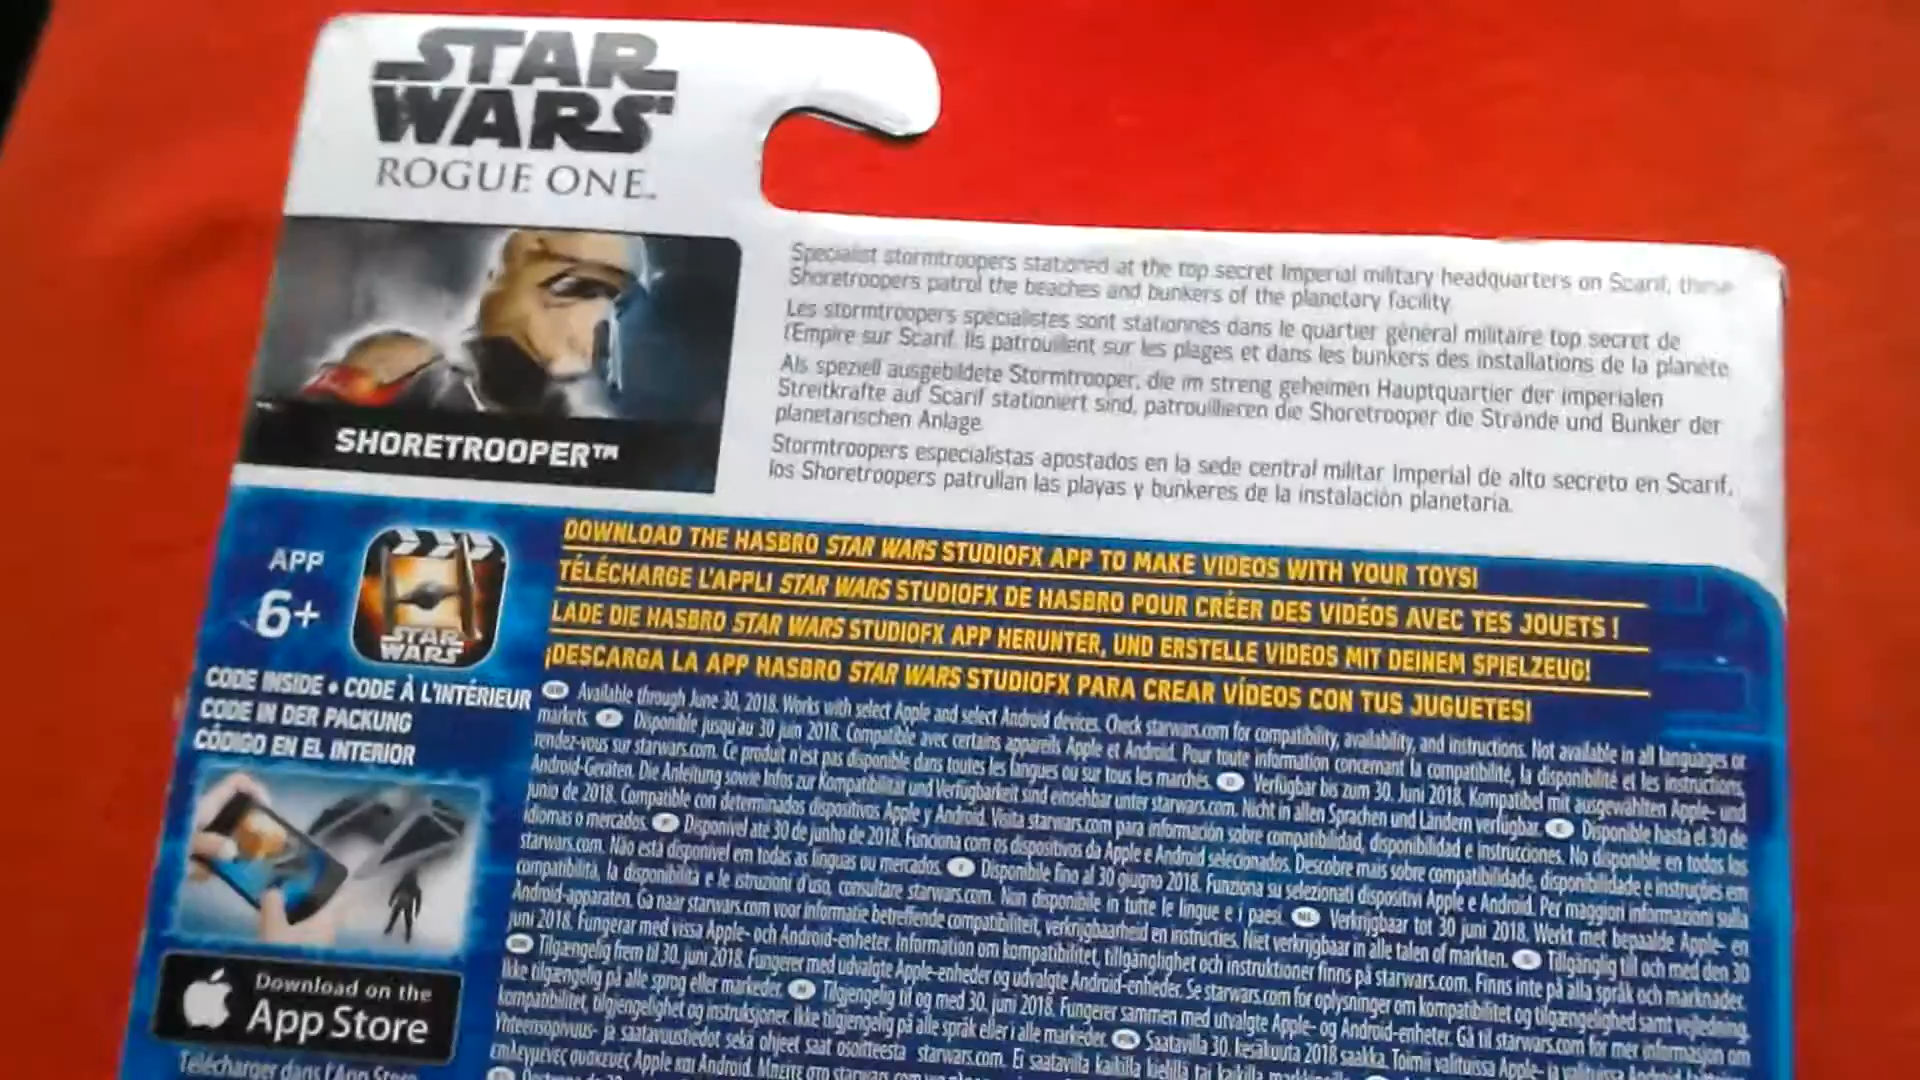 STAR
WARS
ROGUE ONE™
Specialist stormtroopers stationed at the top secret Imperial military headquarters on Scarif, these
Shoretroopers patrol the beaches and bunkers of the planetary facility.
Les stormtroopers spécialistes sont stationnés dans le quartier général militaire top secret de
l'Empire sur Scarif. Ils patrouillent sur les plages et dans les bunkers des installations de la planète.
Als speziell ausgebildete Stormtrooper, die im streng geheimen Hauptquartier der imperialen
Streitkräfte auf Scarif stationiert sind, patrouillieren die Shoretrooper die Strände und Bunker der
planetarischen Anlage.
Stormtroopers especialistas apostados en la sede central militar Imperial de alto secreto en Scarif,
los Shoretroopers patrullan las playas y bunkeres de la instalación planetaria.
SHORETROOPER™
APP
6+
STAR
WARS
DOWNLOAD THE HASBRO STAR WARS STUDIOFX APP TO MAKE VIDEOS WITH YOUR TOYS!
TÉLÉCHARGE L'APPLI STAR WARS STUDIOFX DE HASBRO POUR CRÉER DES VIDÉOS AVEC TES JOUETS !
LADE DIE HASBRO STAR WARS STUDIOFX APP HERUNTER, UND ERSTELLE VIDEOS MIT DEINEM SPIELZEUG!
¡DESCARGA LA APP HASBRO STAR WARS STUDIOFX PARA CREAR VÍDEOS CON TUS JUGUETES!
CODE INSIDE • CODE À L'INTÉRIEUR
CODE IN DER PACKUNG
CÓDIGO EN EL INTERIOR
GB Available through June 30, 2018. Works with select Apple and select Android devices. Check starwars.com for compatibility, availability, and instructions. Not available in all languages or
markets. F Disponible jusqu'au 30 juin 2018. Compatible avec certains appareils Apple et Android. Pour toute information concernant la compatibilité, la disponibilité et les instructions,
rendez-vous sur starwars.com. Ce produit n'est pas disponible dans toutes les langues ou sur tous les marchés. D Verfügbar bis zum 30. Juni 2018. Kompatibel mit ausgewählten Apple- und
Android-Geräten. Die Anleitung sowie Infos zur Kompatibilität und Verfügbarkeit sind einsehbar unter starwars.com. Nicht in allen Sprachen und Ländern verfügbar. E Disponible hasta el 30 de
junio de 2018. Compatible con determinados dispositivos Apple y Android. Visita starwars.com para información sobre compatibilidad, disponibilidad e instrucciones. No disponible en todos los
idiomas o mercados. P Disponível até 30 de junho de 2018. Funciona com os dispositivos da Apple e Android selecionados. Descobre mais sobre compatibilidade, disponibilidade e instruções em
starwars.com. Não está disponível em todas as línguas ou mercados. I Disponibile fino al 30 giugno 2018. Funziona su selezionati dispositivi Apple e Android. Per maggiori informazioni sulla
compatibilità, la disponibilità e le istruzioni d'uso, consultare starwars.com. Non disponibile in tutte le lingue e i paesi. NL Verkrijgbaar tot 30 juni 2018. Werkt met bepaalde Apple- en
Android-apparaten. Ga naar starwars.com voor informatie betreffende compatibiliteit, verkrijgbaarheid en instructies. Niet verkrijgbaar in alle talen of markten. S Tillgänglig till och med den 30
juni 2018. Fungerar med vissa Apple- och Android-enheter. Information om kompatibilitet, tillgänglighet och instruktioner finns på starwars.com. Finns inte på alla språk och marknader.
DK Tilgængelig frem til 30. juni 2018. Fungerer med udvalgte Apple-enheder og udvalgte Android-enheder. Se starwars.com for oplysninger om kompatibilitet og tilgængelighed samt vejledning.
Ikke tilgængelig på alle sprog eller markeder. N Tilgjengelig til og med 30. juni 2018. Fungerer sammen med utvalgte Apple- og Android-enheter. Gå til starwars.com for mer informasjon om
kompatibilitet, tilgjengelighet og instruksjoner. Ikke tilgjengelig på alle språk eller i alle markeder. FIN Saatavilla 30. kesäkuuta 2018 saakka. Toimii valituissa Apple- ja
Yhteensopivuus- ja saatavuustiedot sekä ohjeet saat osoitteesta starwars.com. Ei saatavilla kaikilla kielillä tai kaikilla
επιλεγμένες συσκευές Apple και Android. Μπείτε στο starwars.com
Download on the
App Store
Télécharger dans l'App Store